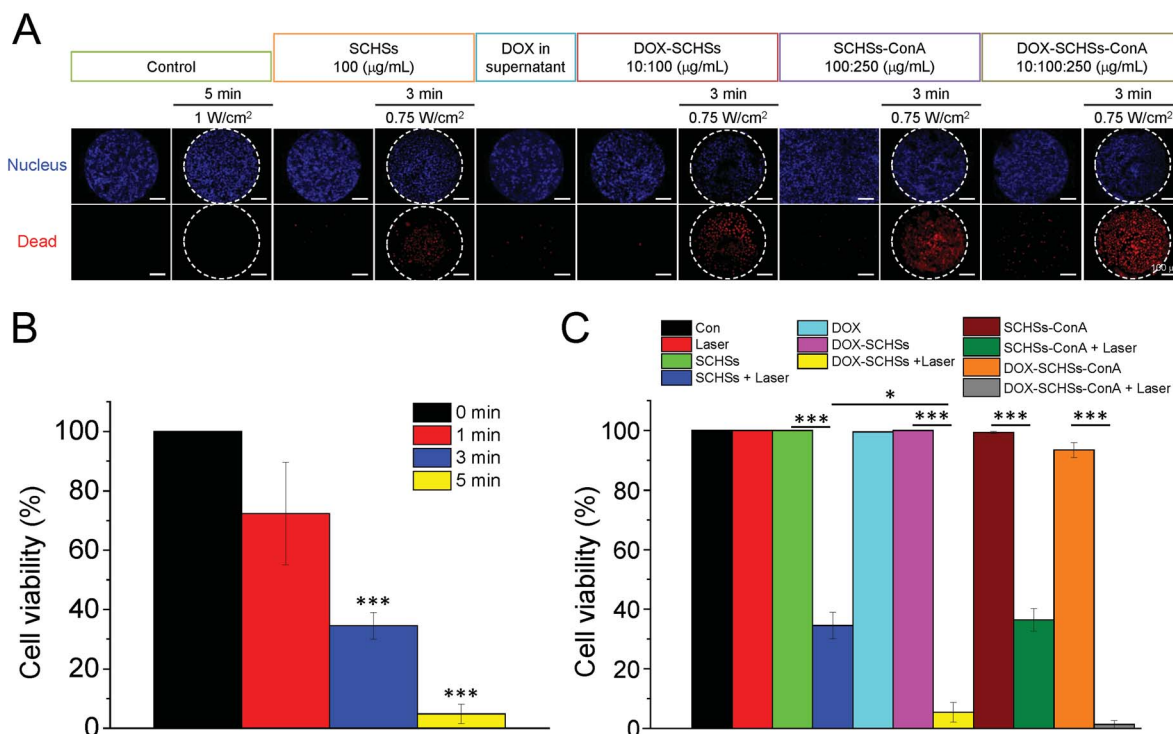 A
Control
SCHSs
100 (μg/mL)
DOX in
supernatant
DOX-SCHSs
10:100 (μg/mL)
SCHSs-ConA
100:250 (μg/mL)
DOX-SCHSs-ConA
10:100:250 (μg/mL)
5 min
3 min
3 min
3 min
3 min
1 W/cm²
0.75 W/cm²
0.75 W/cm²
0.75 W/cm²
0.75 W/cm²
Nucleus
Dead
100 μ
B
Cell viability (%)
100
80
60
40
20
0
0 min
1 min
3 min
5 min
***
***
C
Con
Laser
SCHSs
SCHSs + Laser
DOX
DOX-SCHSs
DOX-SCHSs +Laser
SCHSs-ConA
SCHSs-ConA + Laser
DOX-SCHSs-ConA
DOX-SCHSs-ConA + Laser
Cell viability (%)
100
80
60
40
20
0
*
***
***
***
***